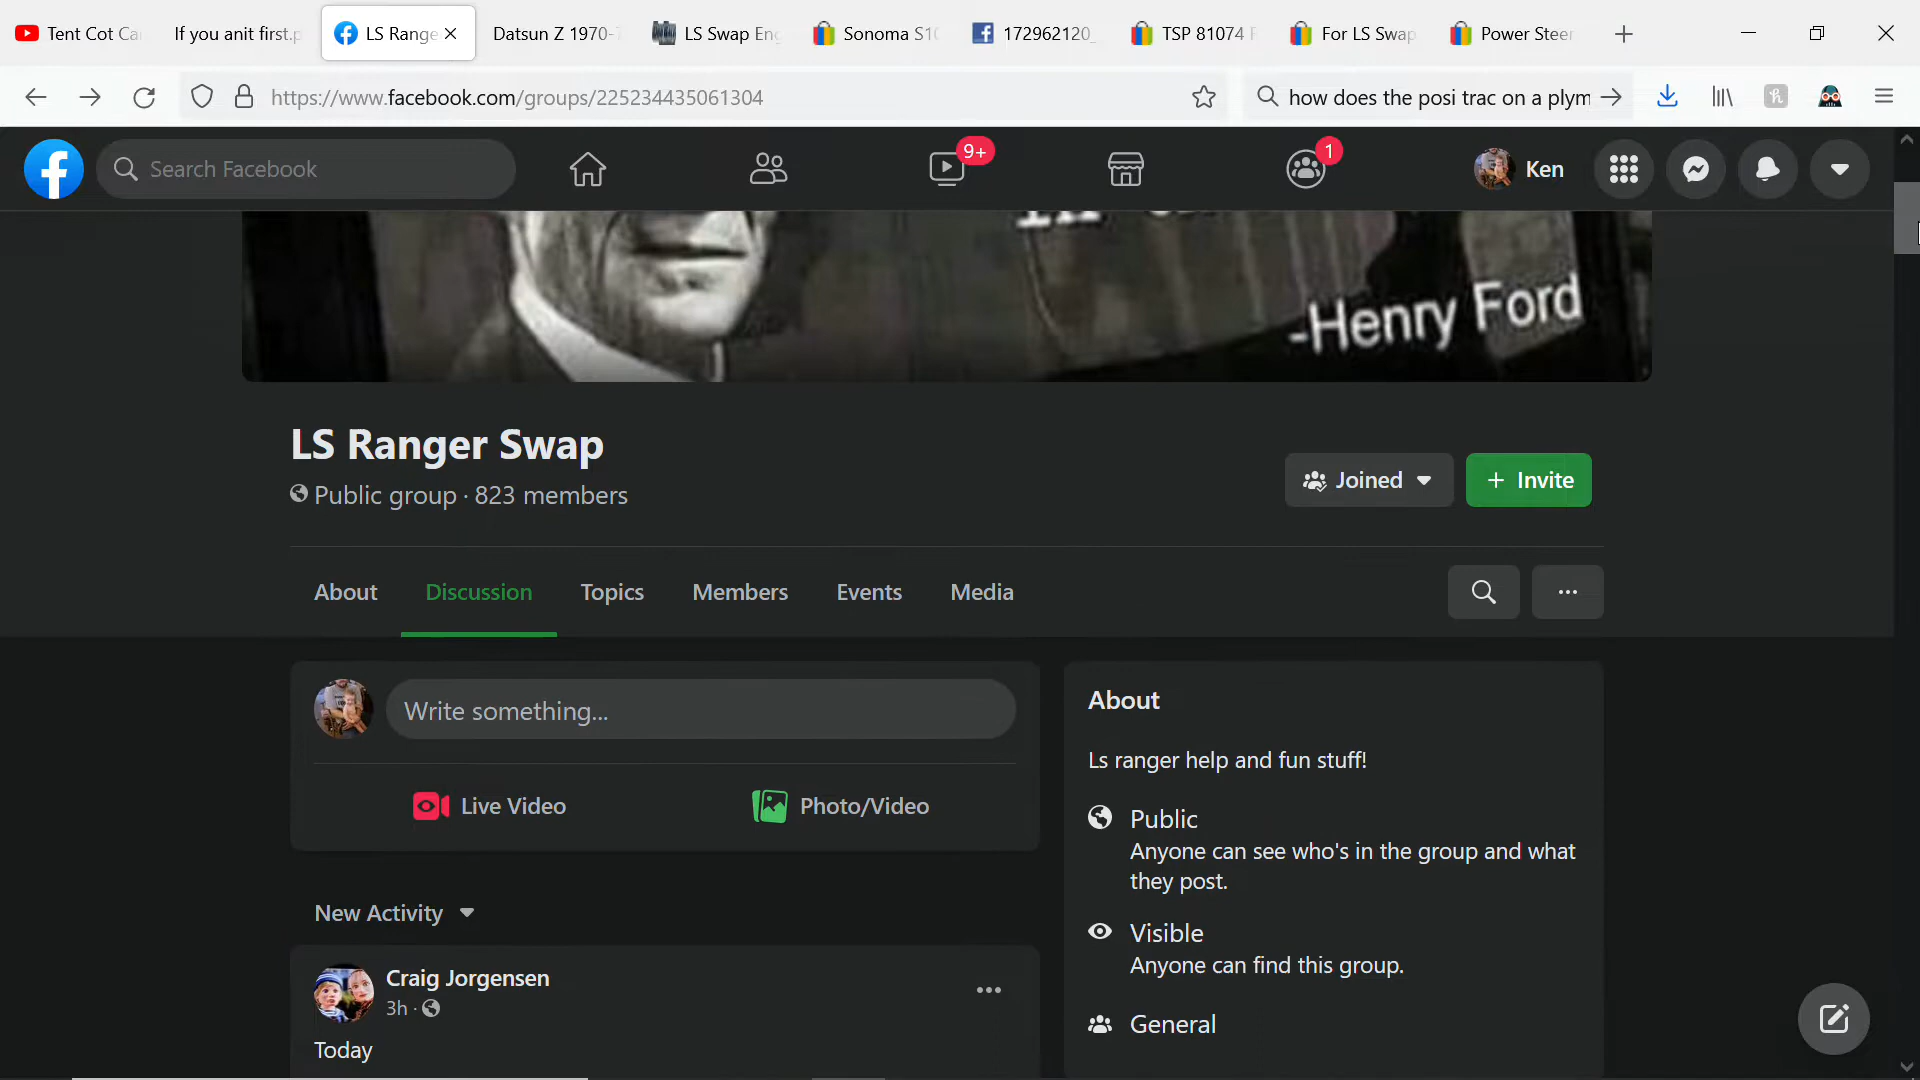 Tent Cot Ca
If you anit first.p
LS Range
Datsun Z 1970-
LS Swap Eng
Sonoma S10
172962120_
TSP 81074
For LS Swap
Power Steer
https://www.facebook.com/groups/225234435061304
how does the posi trac on a plym
Search Facebook
9+
1
Ken
-Henry Ford
LS Ranger Swap
Public group · 823 members
Joined
+ Invite
About
Discussion
Topics
Members
Events
Media
Write something...
Live Video
Photo/Video
New Activity
Craig Jorgensen
3h ·
Today
About
Ls ranger help and fun stuff!
Public
Anyone can see who's in the group and what
they post.
Visible
Anyone can find this group.
General